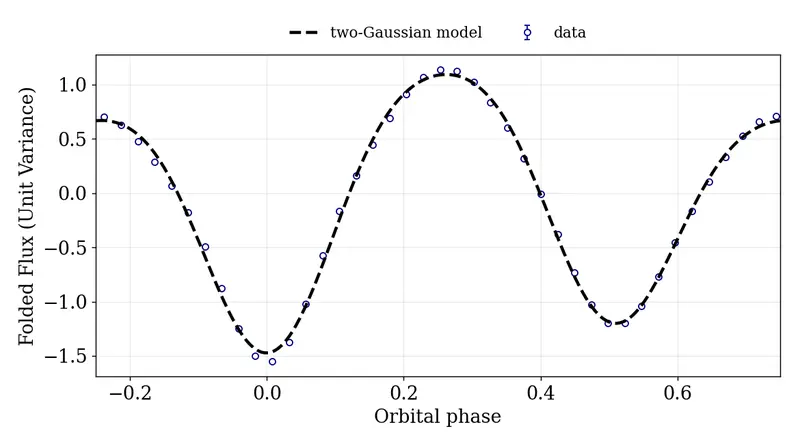 two-Gaussian model data
Folded Flux (Unit Variance)
1.0
0.5
0.0
−0.5
−1.0
−1.5
−0.2 0.0 0.2 0.4 0.6
Orbital phase